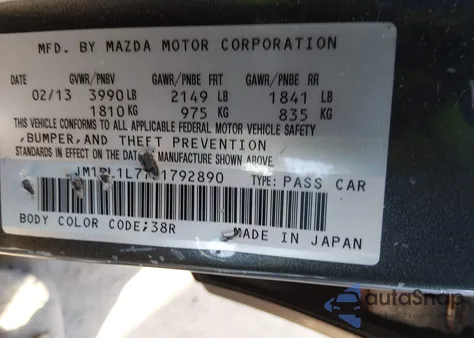 MFD. BY MAZDA MOTOR CORPORATION
DATE GVWR/PNBV GAWR/PNBE FRT GAWR/PNBE RR
02/13 3990 LB 2149 LB 1841 LB
1810 KG 975 KG 835 KG
THIS VEHICLE CONFORMS TO ALL APPLICABLE FEDERAL MOTOR VEHICLE SAFETY
,BUMPER,AND THEFT PREVENTION
STANDARDS IN EFFECT ON THE DATE OF MANUFACTURE SHOWN ABOVE.
TYPE: PASS CAR
BODY COLOR CODE;38R MADE IN JAPAN
autoSnap